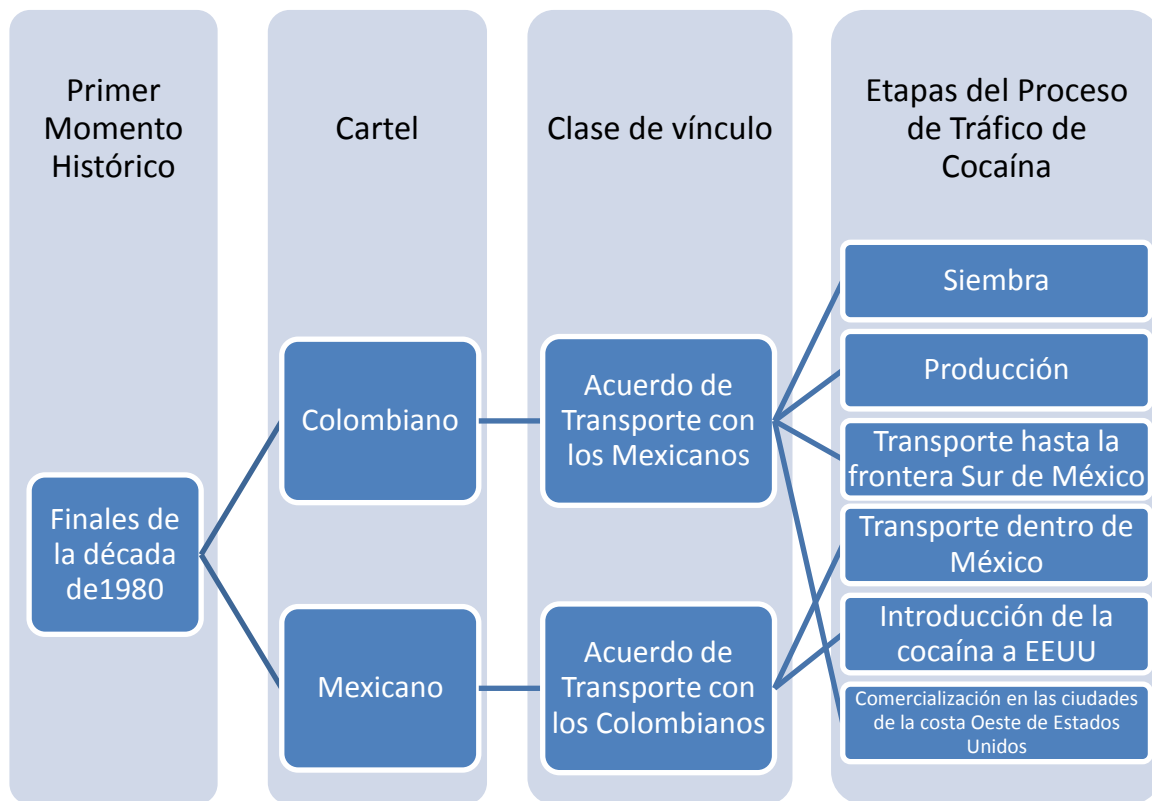 Primer
Momento
Histórico
Cartel
Clase de vínculo
Etapas del Proceso
de Tráfico de
Cocaína
Finales de
la década
de1980
Colombiano
Mexicano
Acuerdo de
Transporte con
los Mexicanos
Acuerdo de
Transporte con
los Colombianos
Siembra
Producción
Transporte hasta la
frontera Sur de México
Transporte dentro de
México
Introducción de la
cocaína a EEUU
Comercialización en las ciudades
de la costa Oeste de Estados
Unidos